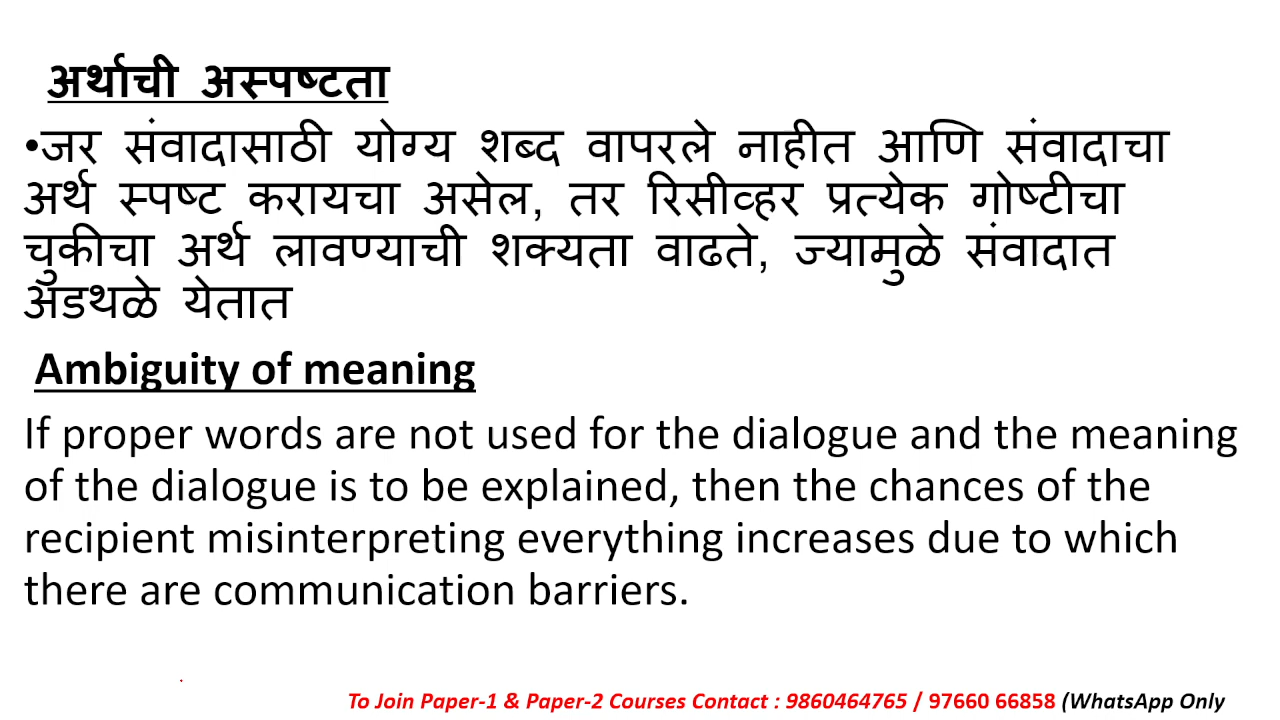 अर्थाची अस्पष्टता
•जर संवादासाठी योग्य शब्द वापरले नाहीत आणि संवादाचा
अर्थ स्पष्ट करायचा असेल, तर रिसीव्हर प्रत्येक गोष्टीचा
चुकीचा अर्थ लावण्याची शक्यता वाढते, ज्यामुळे संवादात
अडथळे येतात
Ambiguity of meaning
If proper words are not used for the dialogue and the meaning
of the dialogue is to be explained, then the chances of the
recipient misinterpreting everything increases due to which
there are communication barriers.
To Join Paper-1 & Paper-2 Courses Contact : 9860464765 / 97660 66858 (WhatsApp Only